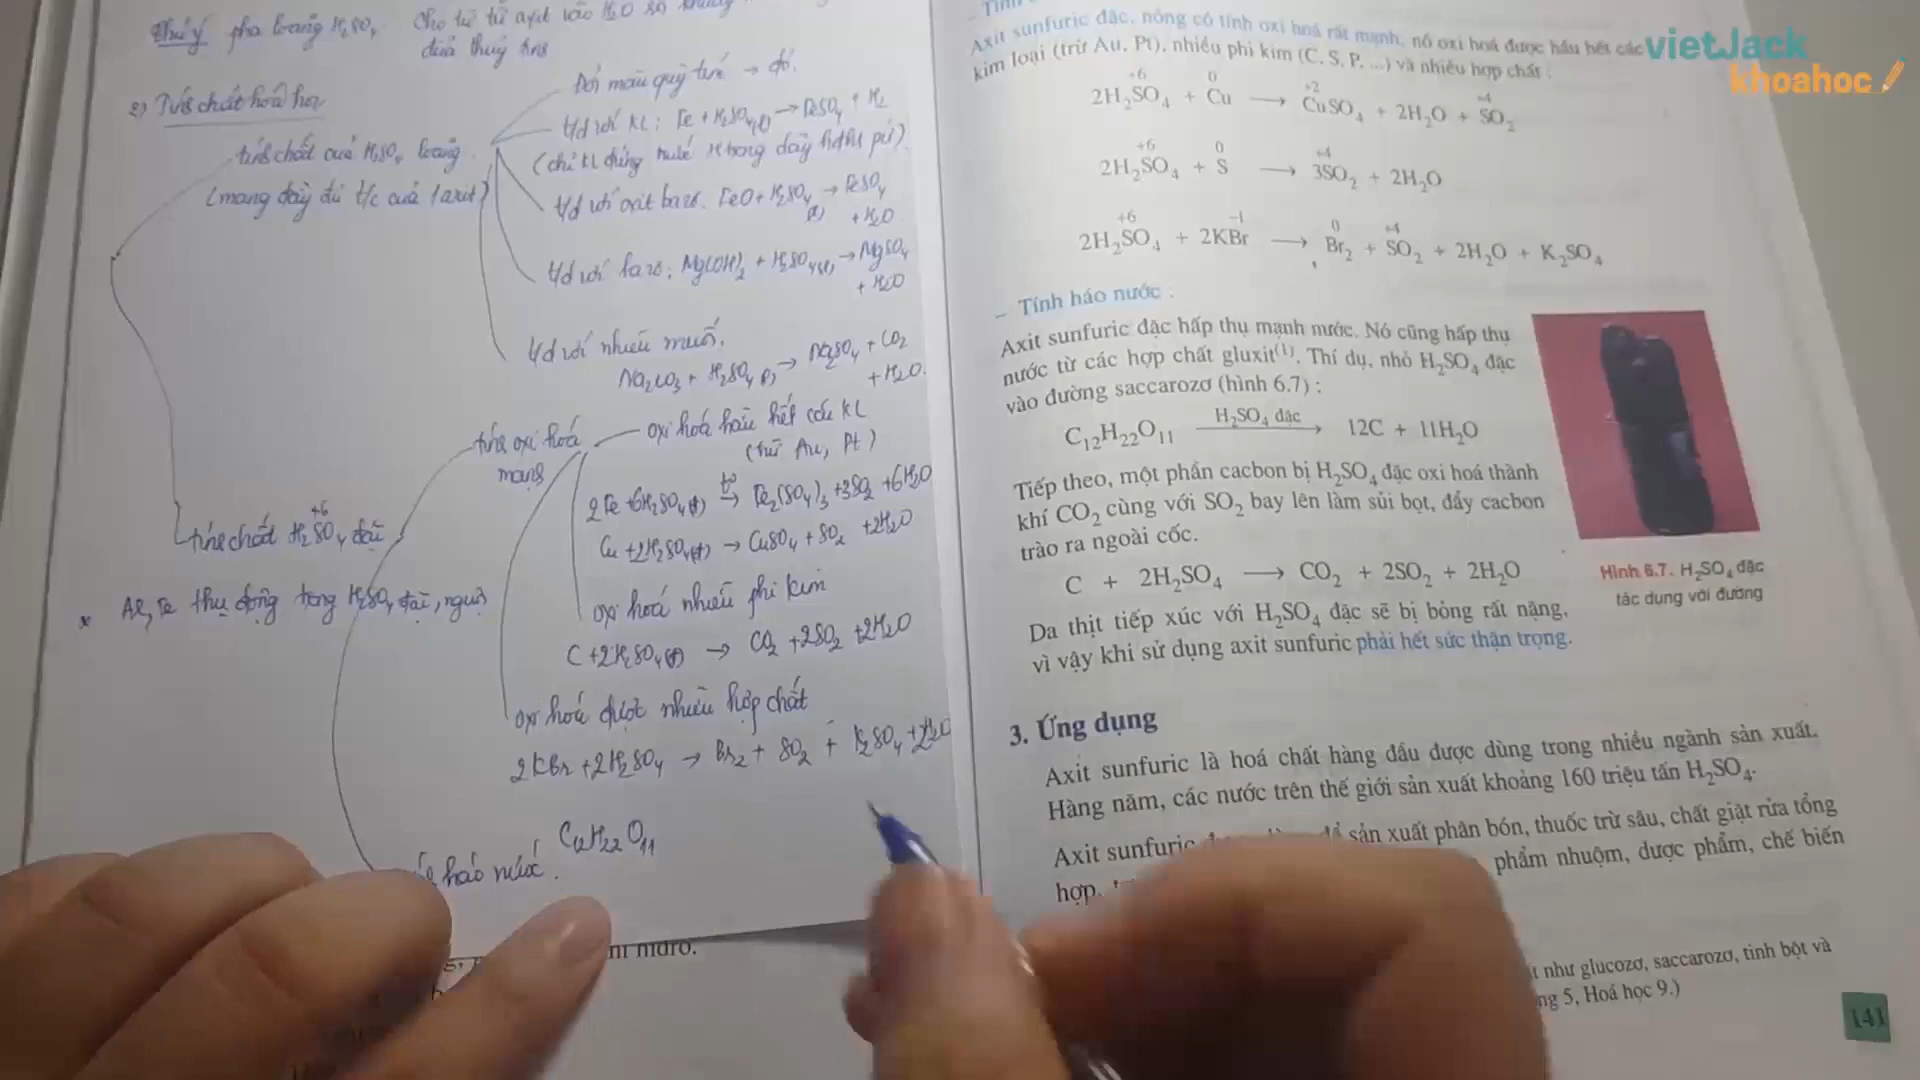 Chú ý pha loãng H₂SO₄ Cho từ từ axit vào H₂O
đũa thuỷ tinh
2) Tính chất hoá học
tính chất của H₂SO₄ loãng
(mang đầy đủ t/c của 1 axit)
Đổi màu quỳ tím → đỏ.
t/d với KL: Fe + H₂SO₄(l) → FeSO₄ + H₂
(chỉ KL đứng trước H trong dãy hđhh pứ)
t/d với oxit bazơ. FeO + H₂SO₄(l) → FeSO₄
+ H₂O
t/d với bazơ: Mg(OH)₂ + H₂SO₄(l) → MgSO₄
+ H₂O
t/d với nhiều muối.
Na₂CO₃ + H₂SO₄(l) → Na₂SO₄ + CO₂
+ H₂O.
tính oxi hoá
mạnh
oxi hoá hầu hết các KL
(trừ Au, Pt)
2Fe + 6H₂SO₄(đ) t° → Fe₂(SO₄)₃ + 3SO₂ + 6H₂O
tính chất H₂SO₄ đặc
+6
Cu + 2H₂SO₄(đ) → CuSO₄ + SO₂ + 2H₂O
* Al, Fe thụ động trong H₂SO₄ đặc, nguội
oxi hoá nhiều phi kim
C + 2H₂SO₄(đ) → CO₂ + 2SO₂ + 2H₂O
oxi hoá được nhiều hợp chất
2KBr + 2H₂SO₄ → Br₂ + SO₂ + K₂SO₄ + 2H₂O
háo nước. C₁₂H₂₂O₁₁
vietJack
khoahoc
Axit sunfuric đặc, nóng có tính oxi hoá rất mạnh, nó oxi hoá được hầu hết các
kim loại (trừ Au, Pt), nhiều phi kim (C, S, P, ...) và nhiều hợp chất :
+6 0 +2 +4
2H₂SO₄ + Cu ⟶ CuSO₄ + 2H₂O + SO₂
+6 0 +4
2H₂SO₄ + S ⟶ 3SO₂ + 2H₂O
+6 −1 0 +4
2H₂SO₄ + 2KBr ⟶ Br₂ + SO₂ + 2H₂O + K₂SO₄
– Tính háo nước :
Axit sunfuric đặc hấp thụ mạnh nước. Nó cũng hấp thụ
nước từ các hợp chất gluxit⁽¹⁾. Thí dụ, nhỏ H₂SO₄ đặc
vào đường saccarozơ (hình 6.7) :
H₂SO₄ đặc
C₁₂H₂₂O₁₁ ⟶ 12C + 11H₂O
Tiếp theo, một phần cacbon bị H₂SO₄ đặc oxi hoá thành
khí CO₂ cùng với SO₂ bay lên làm sủi bọt, đẩy cacbon
trào ra ngoài cốc.
C + 2H₂SO₄ ⟶ CO₂ + 2SO₂ + 2H₂O
Hình 6.7. H₂SO₄ đặc
tác dụng với đường
Da thịt tiếp xúc với H₂SO₄ đặc sẽ bị bỏng rất nặng,
vì vậy khi sử dụng axit sunfuric phải hết sức thận trọng.
3. Ứng dụng
Axit sunfuric là hoá chất hàng đầu được dùng trong nhiều ngành sản xuất.
Hàng năm, các nước trên thế giới sản xuất khoảng 160 triệu tấn H₂SO₄.
Axit sunfuric sản xuất phân bón, thuốc trừ sâu, chất giặt rửa tổng
hợp, phẩm nhuộm, dược phẩm, chế biến
như glucozơ, saccarozơ, tinh bột và
5, Hoá học 9.)
141